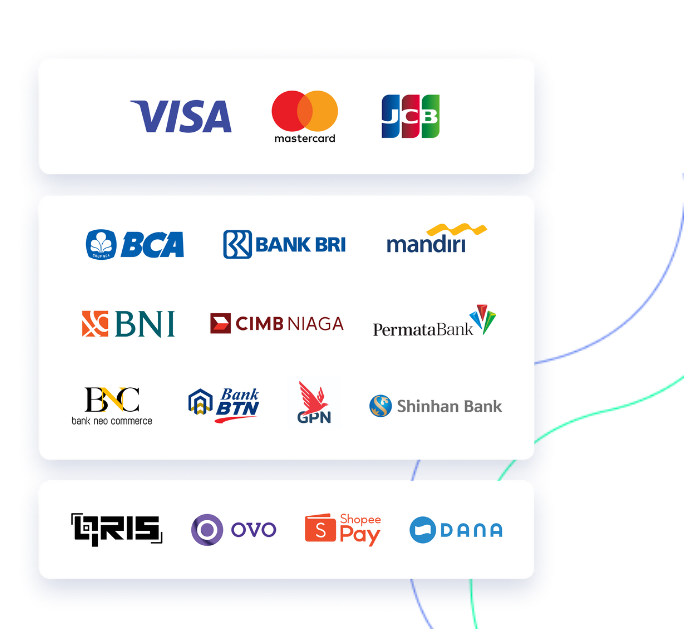 VISA
mastercard
JCB
BCA
BANK BRI
mandiri
BNI
CIMB NIAGA
PermataBank
BNC
bank neo commerce
Bank
BTN
GPN
Shinhan Bank
QRIS
OVO
S
Shopee
Pay
DANA